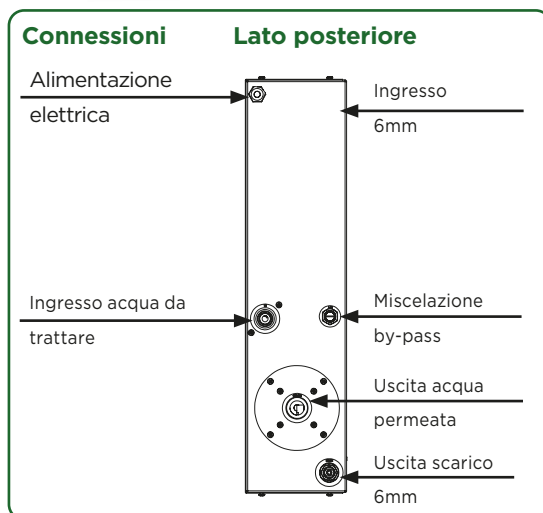 Connessioni
Lato posteriore
Alimentazione
elettrica
Ingresso
6mm
Ingresso acqua da
trattare
Miscelazione
by-pass
Uscita acqua
permeata
Uscita scarico
6mm